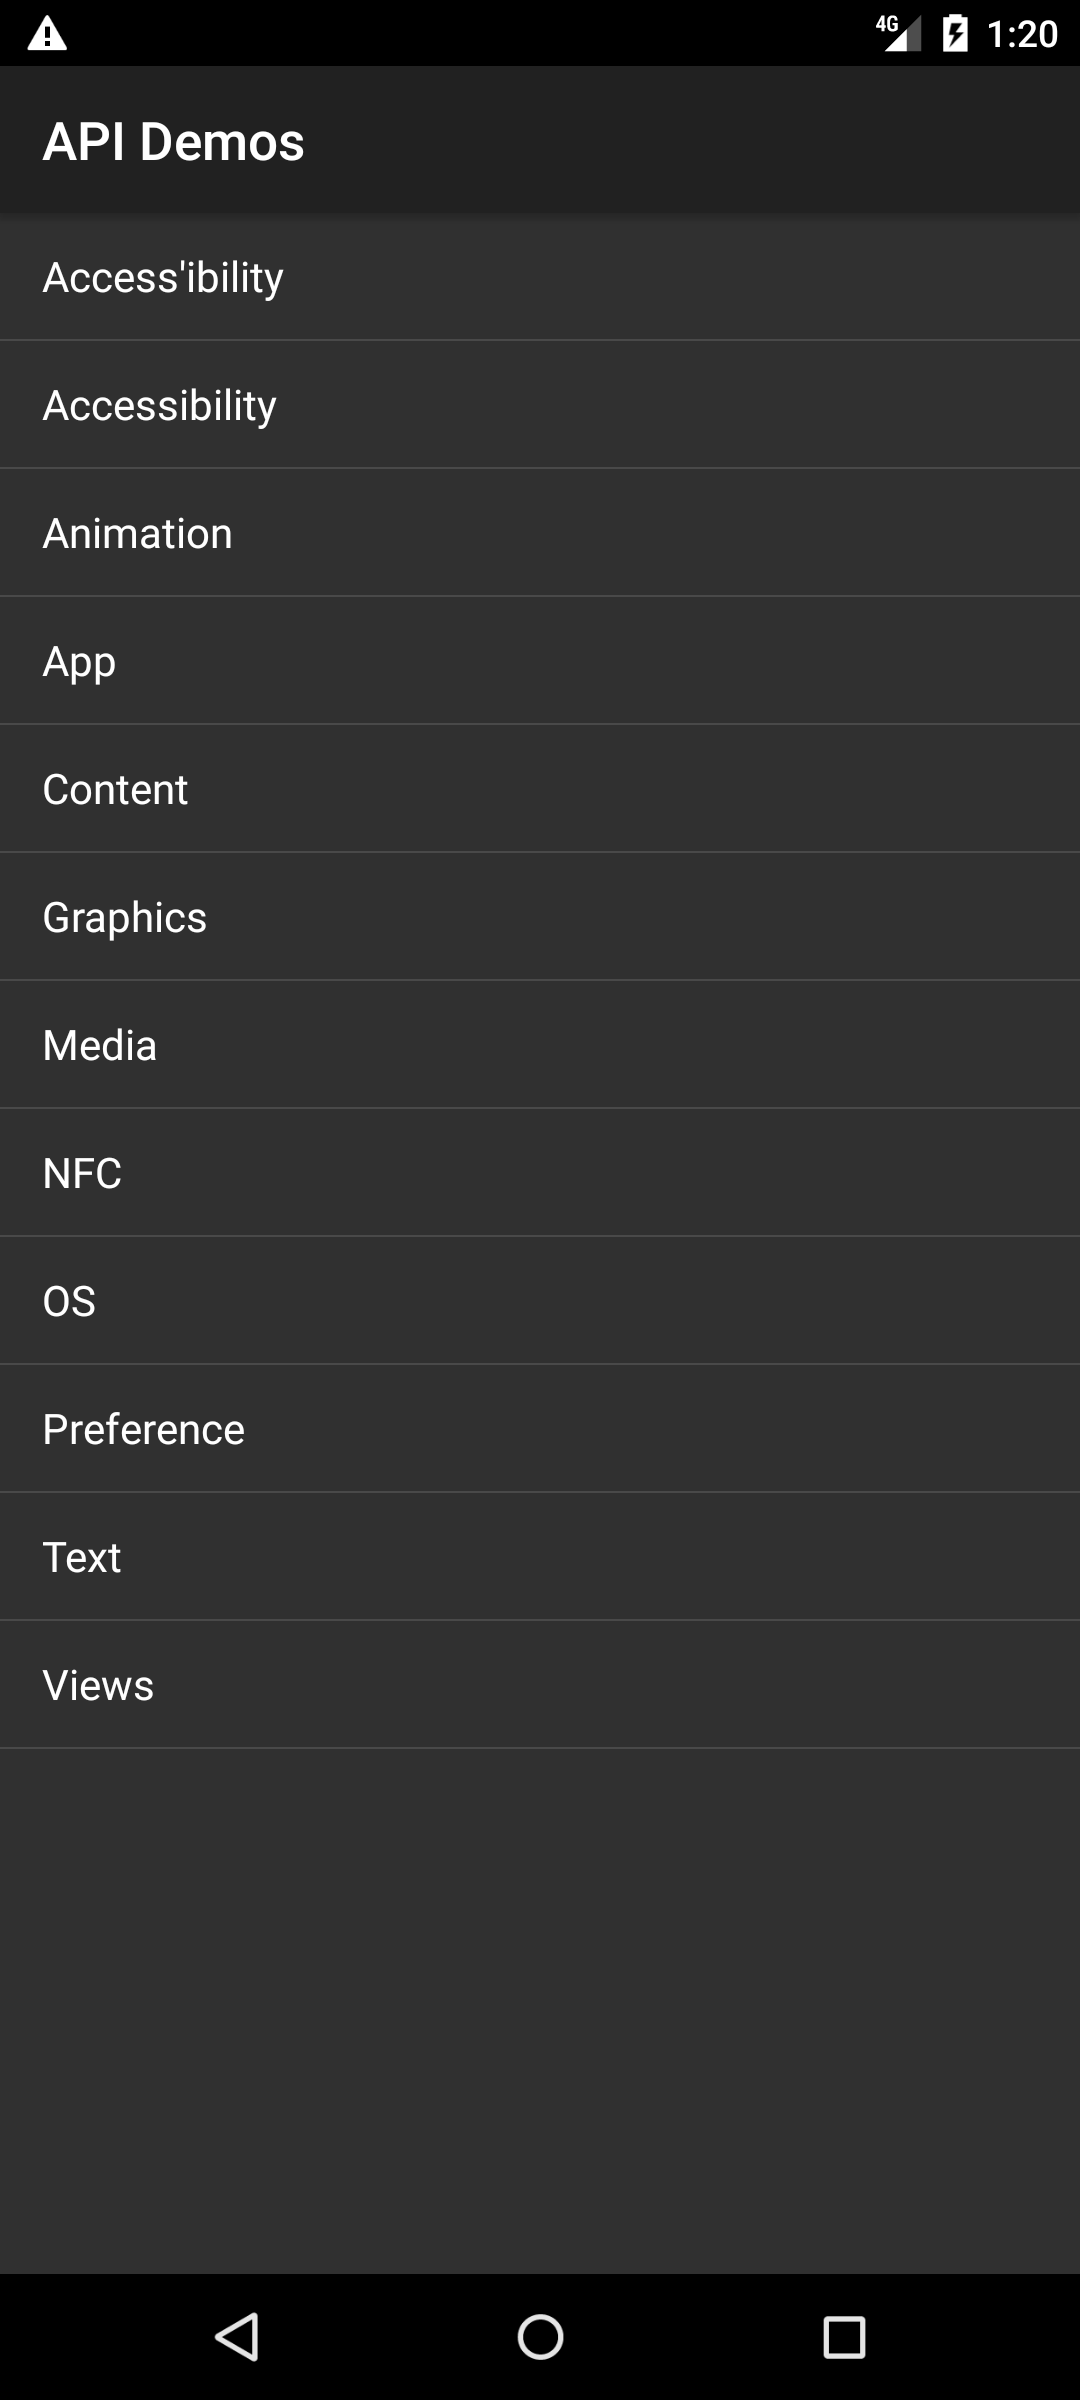 4G 1:20
API Demos
Access'ibility
Accessibility
Animation
App
Content
Graphics
Media
NFC
OS
Preference
Text
Views